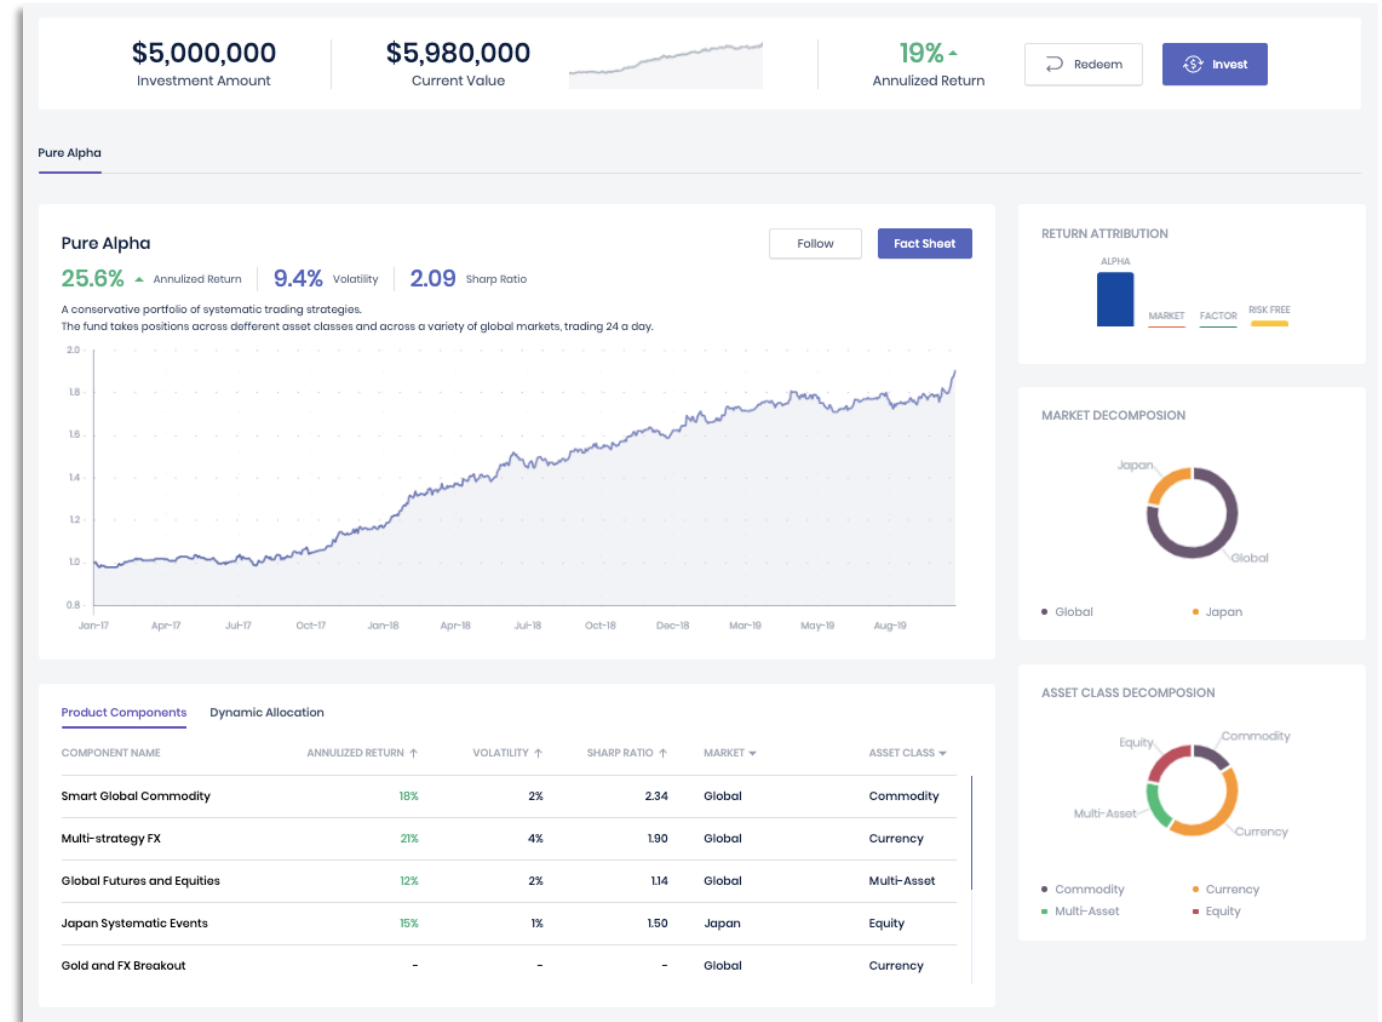 $5,000,000
Investment Amount
$5,980,000
Current Value
19%
Annulized Return
Redeem
Invest
Pure Alpha
Pure Alpha
Follow
Fact Sheet
25.6% Annulized Return
9.4% Volatility
2.09 Sharp Ratio
A conservative portfolio of systematic trading strategies.
The fund takes positions across defferent asset classes and across a variety of global markets, trading 24 a day.
2.0
1.8
1.6
1.4
1.2
1.0
0.8
Jan-17 Apr-17 Jul-17 Oct-17 Jan-18 Apr-18 Jul-18 Oct-18 Dec-18 Mar-19 May-19 Aug-19
RETURN ATTRIBUTION
ALPHA
MARKET
FACTOR
RISK FREE
MARKET DECOMPOSION
Japan
Global
Global
Japan
Product Components
Dynamic Allocation
COMPONENT NAME ANNULIZED RETURN VOLATILITY SHARP RATIO MARKET ASSET CLASS
Smart Global Commodity 18% 2% 2.34 Global Commodity
Multi-strategy FX 21% 4% 1.90 Global Currency
Global Futures and Equities 12% 2% 1.14 Global Multi-Asset
Japan Systematic Events 15% 1% 1.50 Japan Equity
Gold and FX Breakout - - - Global Currency
ASSET CLASS DECOMPOSION
Equity
Commodity
Multi-Asset
Currency
Commodity
Currency
Multi-Asset
Equity